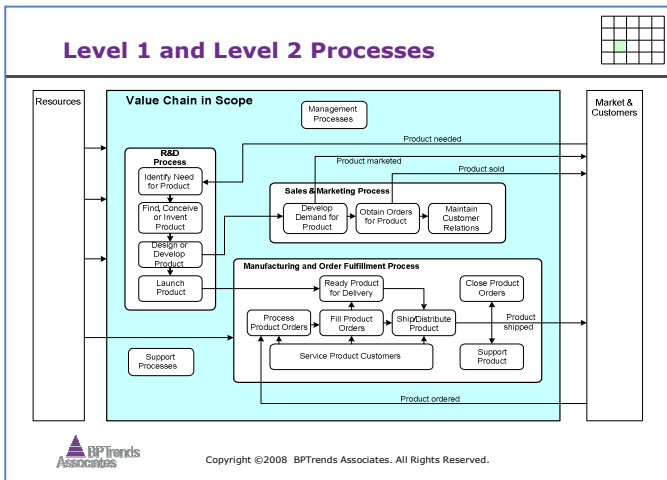 Level 1 and Level 2 Processes
Resources
Value Chain in Scope
Market &
Customers
Management
Processes
Product needed
R&D
Process
Product marketed
Identify Need
for Product
Product sold
Sales & Marketing Process
Find, Conceive
or Invent
Product
Develop
Demand for
Product
Obtain Orders
for Product
Maintain
Customer
Relations
Design or
Develop
Product
Manufacturing and Order Fulfillment Process
Launch
Product
Ready Product
for Delivery
Close Product
Orders
Process
Product Orders
Fill Product
Orders
Ship/Distribute
Product
Product
shipped
Service Product Customers
Support
Product
Support
Processes
Product ordered
BPTrends
Associates
Copyright ©2008 BPTrends Associates. All Rights Reserved.